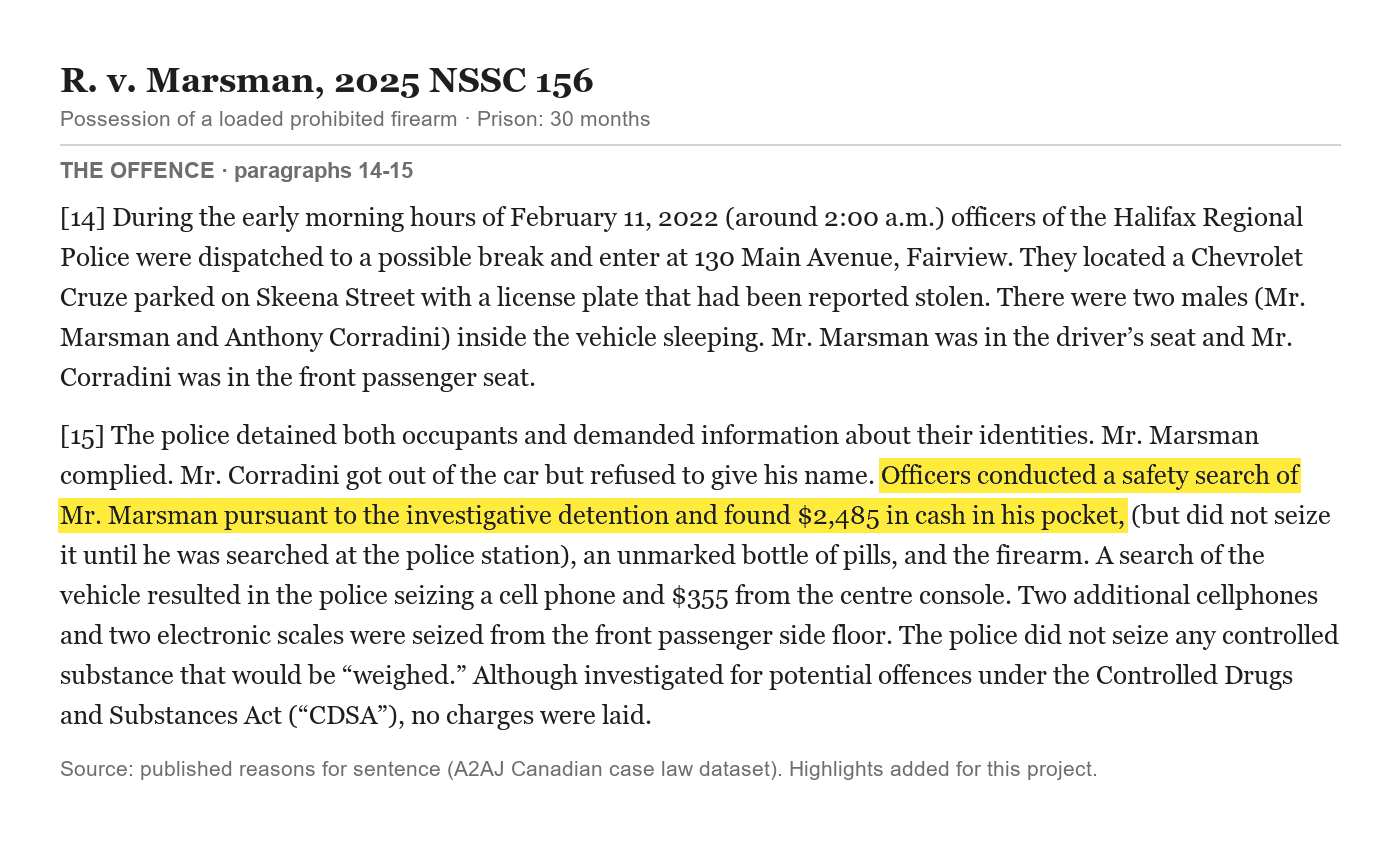 R. v. Marsman, 2025 NSSC 156
Possession of a loaded prohibited firearm · Prison: 30 months
THE OFFENCE · paragraphs 14-15
[14] During the early morning hours of February 11, 2022 (around 2:00 a.m.) officers of the Halifax Regional
Police were dispatched to a possible break and enter at 130 Main Avenue, Fairview. They located a Chevrolet
Cruze parked on Skeena Street with a license plate that had been reported stolen. There were two males (Mr.
Marsman and Anthony Corradini) inside the vehicle sleeping. Mr. Marsman was in the driver’s seat and Mr.
Corradini was in the front passenger seat.
[15] The police detained both occupants and demanded information about their identities. Mr. Marsman
complied. Mr. Corradini got out of the car but refused to give his name. Officers conducted a safety search of
Mr. Marsman pursuant to the investigative detention and found $2,485 in cash in his pocket, (but did not seize
it until he was searched at the police station), an unmarked bottle of pills, and the firearm. A search of the
vehicle resulted in the police seizing a cell phone and $355 from the centre console. Two additional cellphones
and two electronic scales were seized from the front passenger side floor. The police did not seize any controlled
substance that would be “weighed.” Although investigated for potential offences under the Controlled Drugs
and Substances Act (“CDSA”), no charges were laid.
Source: published reasons for sentence (A2AJ Canadian case law dataset). Highlights added for this project.